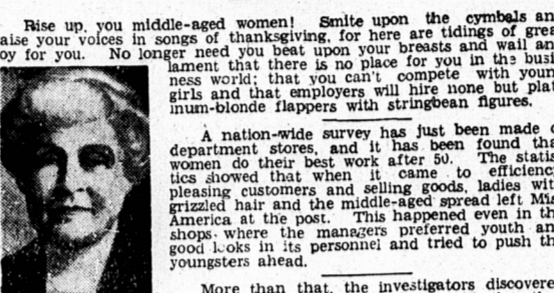 Rise up, you middle-aged women! Smite upon the cymbals an
aise your voices in songs of thanksgiving, for here are tidings of grea
oy for you. No longer need you beat upon your breasts and wail an
lament that there is no place for you in the busi
ness world; that you can't compete with youn
girls and that employers will hire none but plat
inum-blonde flappers with stringbean figures.
A nation-wide survey has just been made o
department stores, and it has been found tha
women do their best work after 50. The statis
tics showed that when it came to efficienc
pleasing customers and selling goods, ladies wit
grizzled hair and the middle-aged spread left Mis
America at the post. This happened even in th
shops where the managers preferred youth an
good looks in its personnel and tried to push th
youngsters ahead.
More than that, the investigators discovere